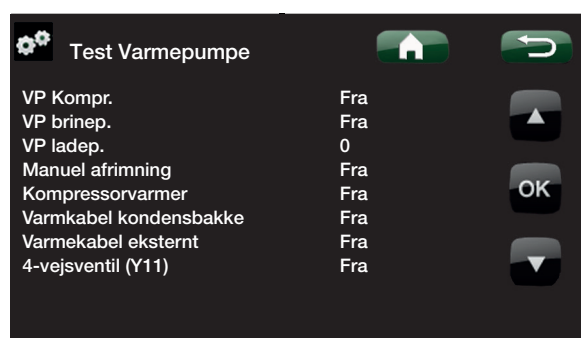 Test Varmepumpe
VP Kompr. Fra
VP brinep. Fra
VP ladep. 0
Manuel afrimning Fra
Kompressorvarmer Fra
Varmkabel kondensbakke Fra
Varmekabel eksternt Fra
4-vejsventil (Y11) Fra
OK